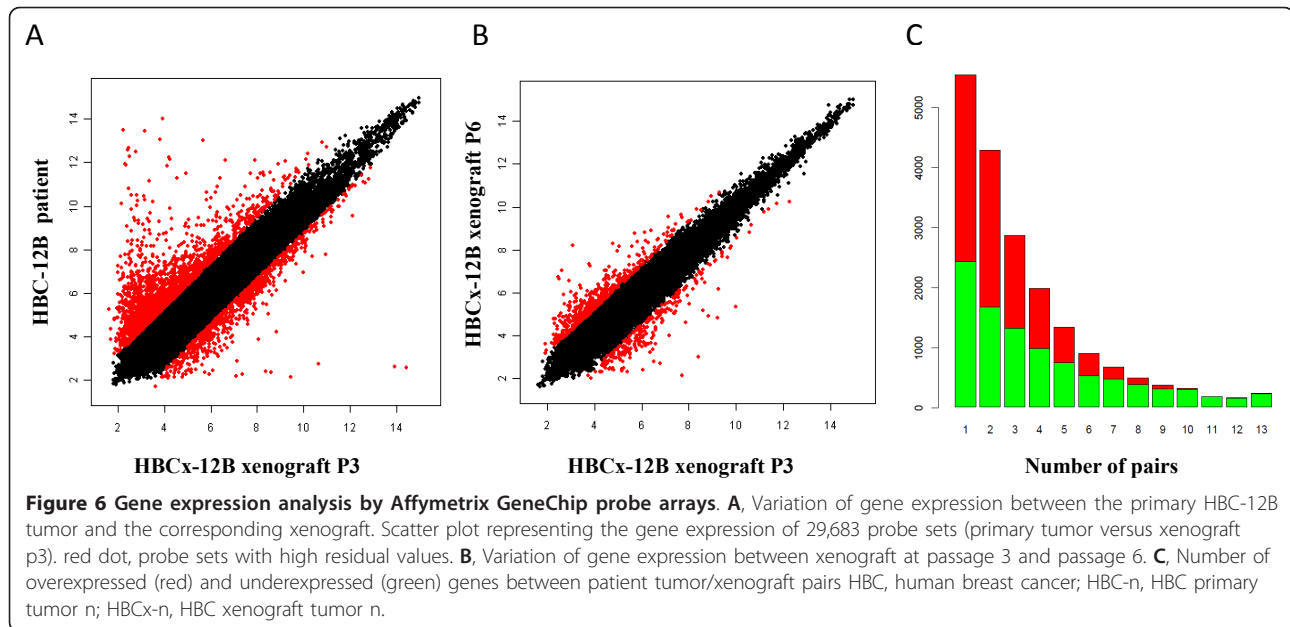 A
B
C
HBC-12B patient
14
12
10
8
6
4
2
2 4 6 8 10 12 14
HBCx-12B xenograft P3
HBCx-12B xenograft P6
14
12
10
8
6
4
2
2 4 6 8 10 12 14
HBCx-12B xenograft P3
5000
4000
3000
2000
1000
0
1 2 3 4 5 6 7 8 9 10 11 12 13
Number of pairs
Figure 6 Gene expression analysis by Affymetrix GeneChip probe arrays. A, Variation of gene expression between the primary HBC-12B
tumor and the corresponding xenograft. Scatter plot representing the gene expression of 29,683 probe sets (primary tumor versus xenograft
p3). red dot, probe sets with high residual values. B, Variation of gene expression between xenograft at passage 3 and passage 6. C, Number of
overexpressed (red) and underexpressed (green) genes between patient tumor/xenograft pairs HBC, human breast cancer; HBC-n, HBC primary
tumor n; HBCx-n, HBC xenograft tumor n.